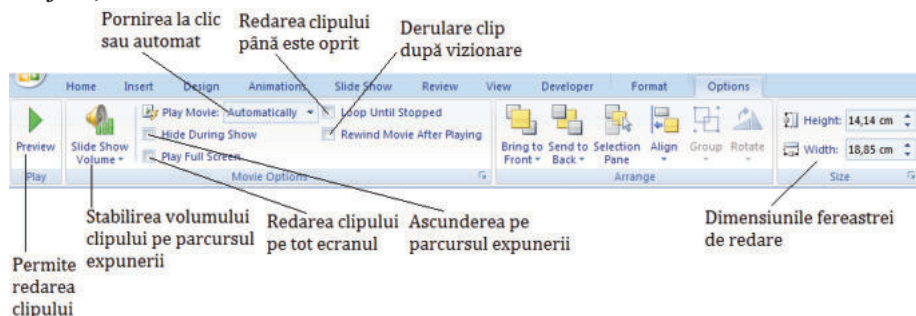 Pornirea la clic
sau automat
Redarea clipului
până este oprit
Derulare clip
după vizionare
Home Insert Design Animations Slide Show Review View Developer Format Options
Play Movie: Automatically
Loop Until Stopped
Hide During Show
Rewind Movie After Playing
Play Full Screen
Preview
Slide Show
Volume
Bring to
Front
Send to
Back
Selection
Pane
Align
Group
Rotate
Height: 14,14 cm
Width: 18,85 cm
Play
Movie Options
Arrange
Size
Stabilirea volumului
clipului pe parcursul
expunerii
Redarea clipului
pe tot ecranul
Ascunderea pe
parcursul expunerii
Dimensiunile ferestrei
de redare
Permite
redarea
clipului